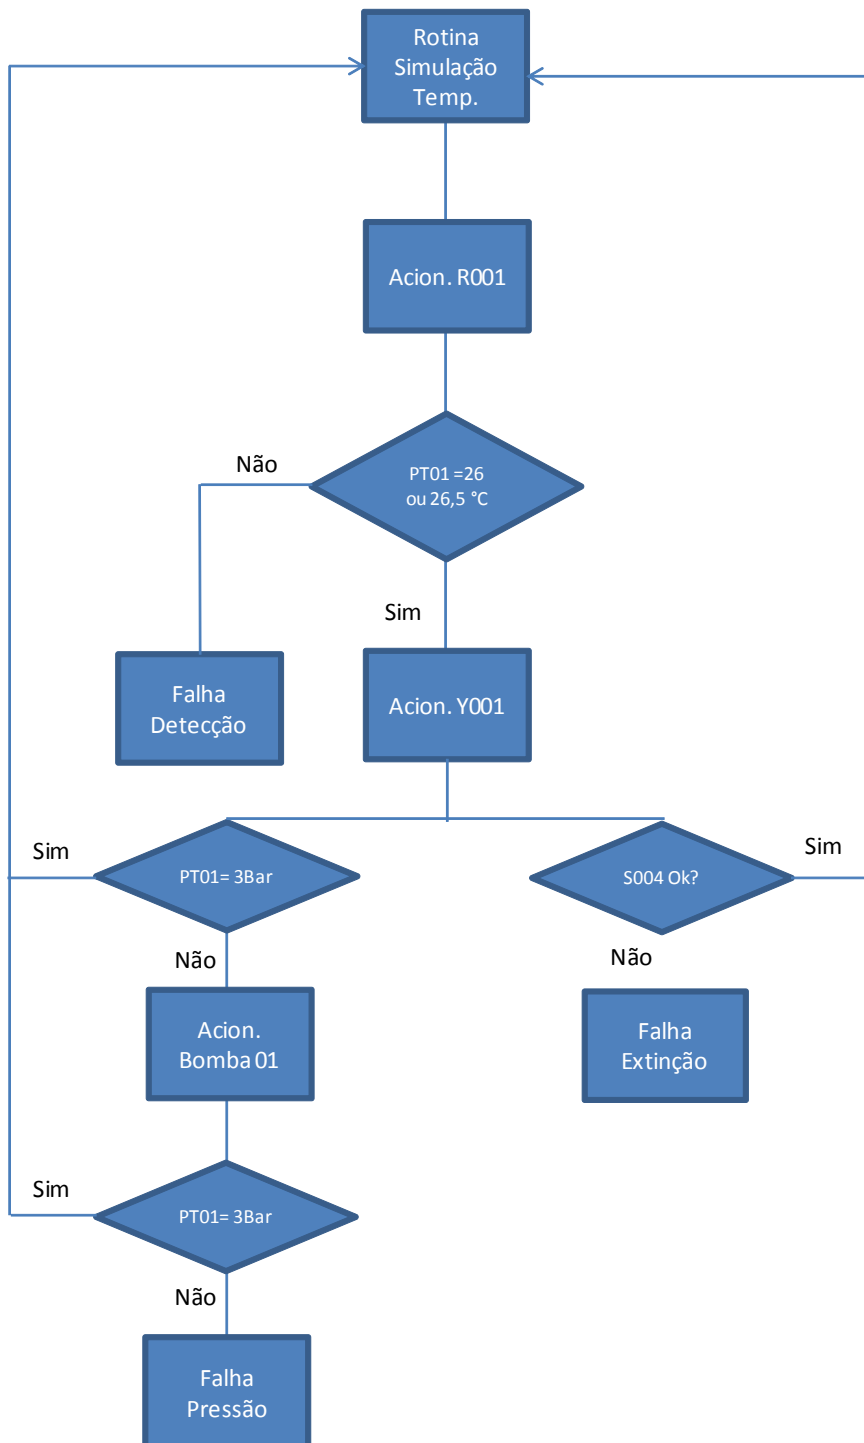 Rotina
Simulação
Temp.
Acion. R001
Não
PT01 =26
ou 26,5 °C
Sim
Falha
Detecção
Acion. Y001
Sim
PT01= 3Bar
S004 Ok?
Sim
Não
Não
Acion.
Bomba 01
Falha
Extinção
Sim
PT01= 3Bar
Não
Falha
Pressão